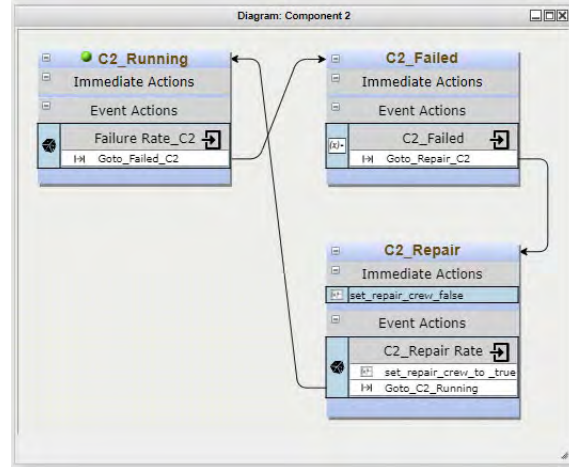 Diagram: Component 2
C2_Running
Immediate Actions
Event Actions
Failure Rate_C2
Goto_Failed_C2
C2_Failed
Immediate Actions
Event Actions
C2_Failed
Goto_Repair_C2
C2_Repair
Immediate Actions
set_repair_crew_false
Event Actions
C2_Repair Rate
set_repair_crew_to _true
Goto_C2_Running